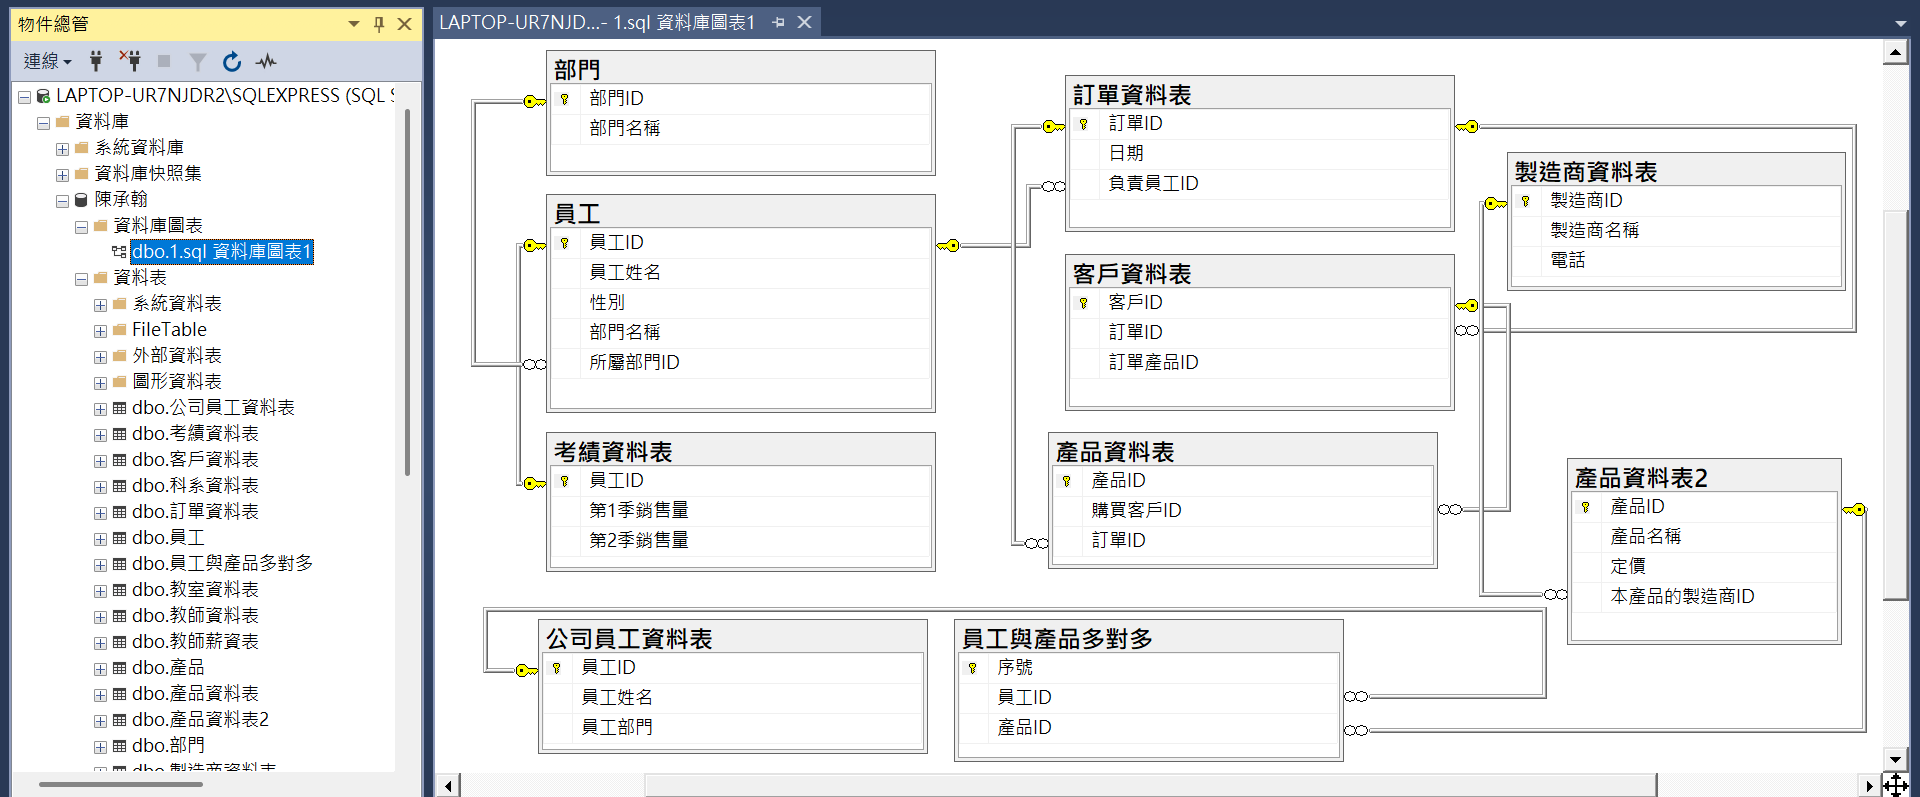 物件總管
連線
LAPTOP-UR7NJDR2\SQLEXPRESS (SQL S
資料庫
系統資料庫
資料庫快照集
陳承翰
資料庫圖表
dbo.1.sql 資料庫圖表1
資料表
系統資料表
FileTable
外部資料表
圖形資料表
dbo.公司員工資料表
dbo.考績資料表
dbo.客戶資料表
dbo.科系資料表
dbo.訂單資料表
dbo.員工
dbo.員工與產品多對多
dbo.教室資料表
dbo.教師資料表
dbo.教師薪資表
dbo.產品
dbo.產品資料表
dbo.產品資料表2
dbo.部門
dbo.製造商資料表
LAPTOP-UR7NJD...- 1.sql 資料庫圖表1
部門
部門ID
部門名稱
員工
員工ID
員工姓名
性別
部門名稱
所屬部門ID
考績資料表
員工ID
第1季銷售量
第2季銷售量
訂單資料表
訂單ID
日期
負責員工ID
客戶資料表
客戶ID
訂單ID
訂單產品ID
產品資料表
產品ID
購買客戶ID
訂單ID
製造商資料表
製造商ID
製造商名稱
電話
產品資料表2
產品ID
產品名稱
定價
本產品的製造商ID
公司員工資料表
員工ID
員工姓名
員工部門
員工與產品多對多
序號
員工ID
產品ID